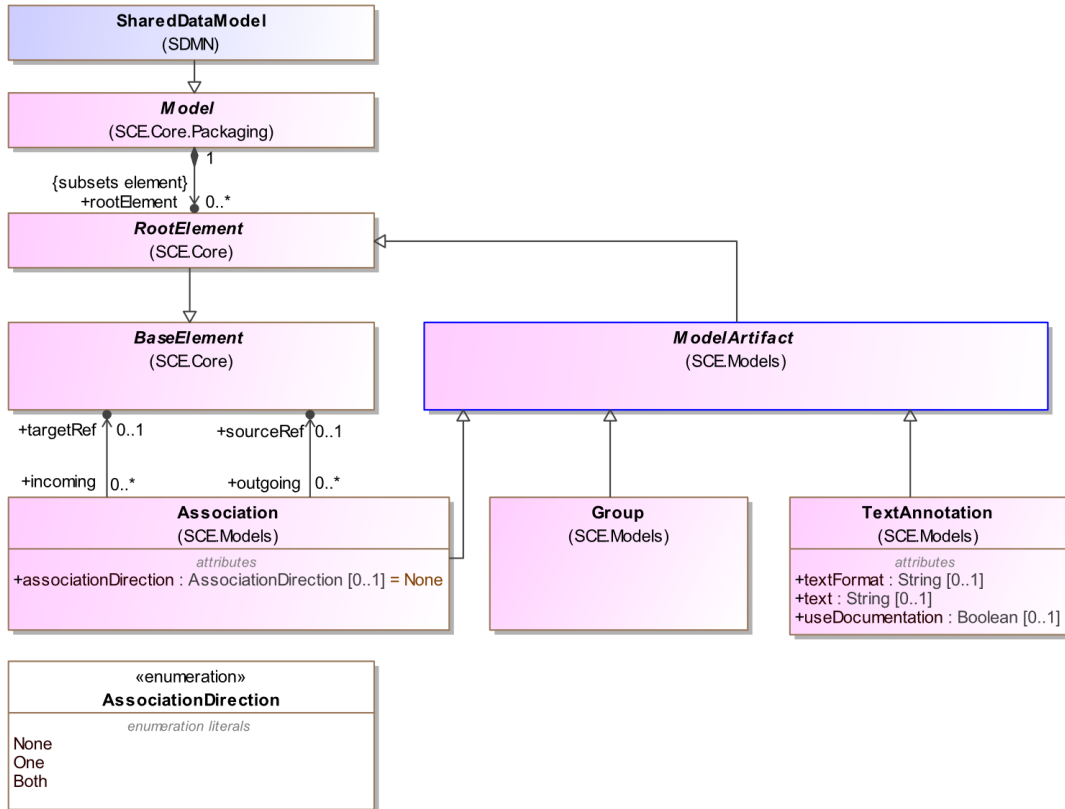 SharedDataModel
(SDMN)
Model
(SCE.Core.Packaging)
1
{subsets element}
+rootElement 0..*
RootElement
(SCE.Core)
BaseElement
(SCE.Core)
ModelArtifact
(SCE.Models)
+targetRef 0..1 +sourceRef 0..1
+incoming 0..* +outgoing 0..*
Association
(SCE.Models)
attributes
+associationDirection : AssociationDirection [0..1] = None
Group
(SCE.Models)
TextAnnotation
(SCE.Models)
attributes
+textFormat : String [0..1]
+text : String [0..1]
+useDocumentation : Boolean [0..1]
«enumeration»
AssociationDirection
enumeration literals
None
One
Both